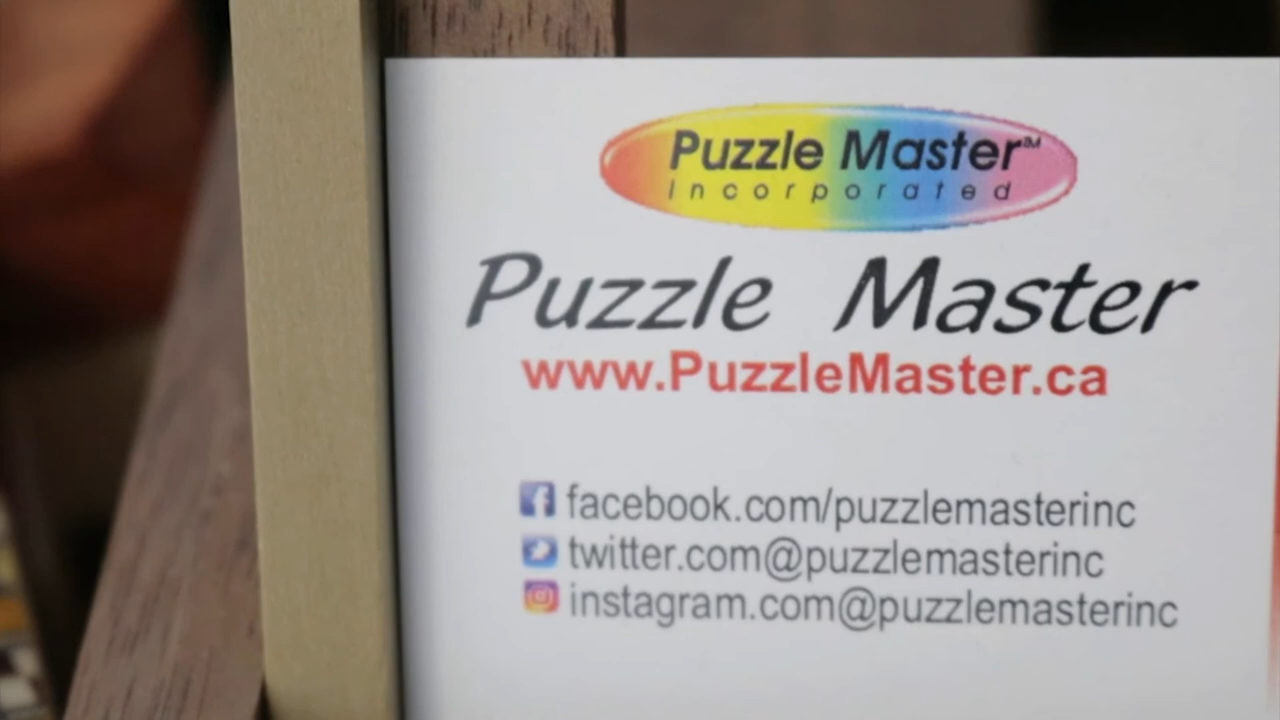 Puzzle Master™
Incorporated
Puzzle Master
www.PuzzleMaster.ca
facebook.com/puzzlemasterinc
twitter.com@puzzlemasterinc
instagram.com@puzzlemasterinc